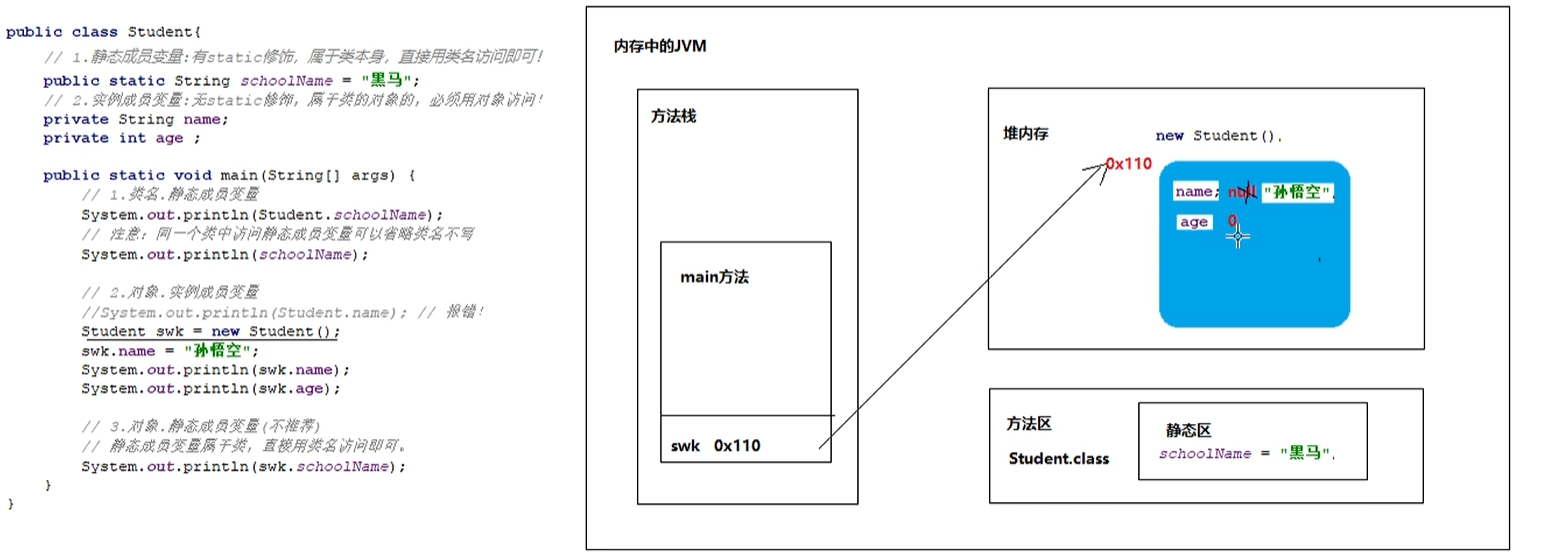 public class Student{
// 1.静态成员变量:有static修饰，属于类本身，直接用类名访问即可!
public static String schoolName = "黑马";
// 2.实例成员变量:无static修饰，属于类的对象的，必须用对象访问!
private String name;
private int age ;
public static void main(String[] args) {
// 1.类名.静态成员变量
System.out.println(Student.schoolName);
// 注意：同一个类中访问静态成员变量可以省略类名不写
System.out.println(schoolName);
// 2.对象.实例成员变量
//System.out.println(Student.name); // 报错!
Student swk = new Student();
swk.name = "孙悟空";
System.out.println(swk.name);
System.out.println(swk.age);
// 3.对象.静态成员变量(不推荐)
// 静态成员变量属于类，直接用类名访问即可。
System.out.println(swk.schoolName);
}
}
内存中的JVM
方法栈
main方法
swk 0x110
堆内存
new Student().
0x110
name; null "孙悟空".
age 0
方法区
Student.class
静态区
schoolName = "黑马".